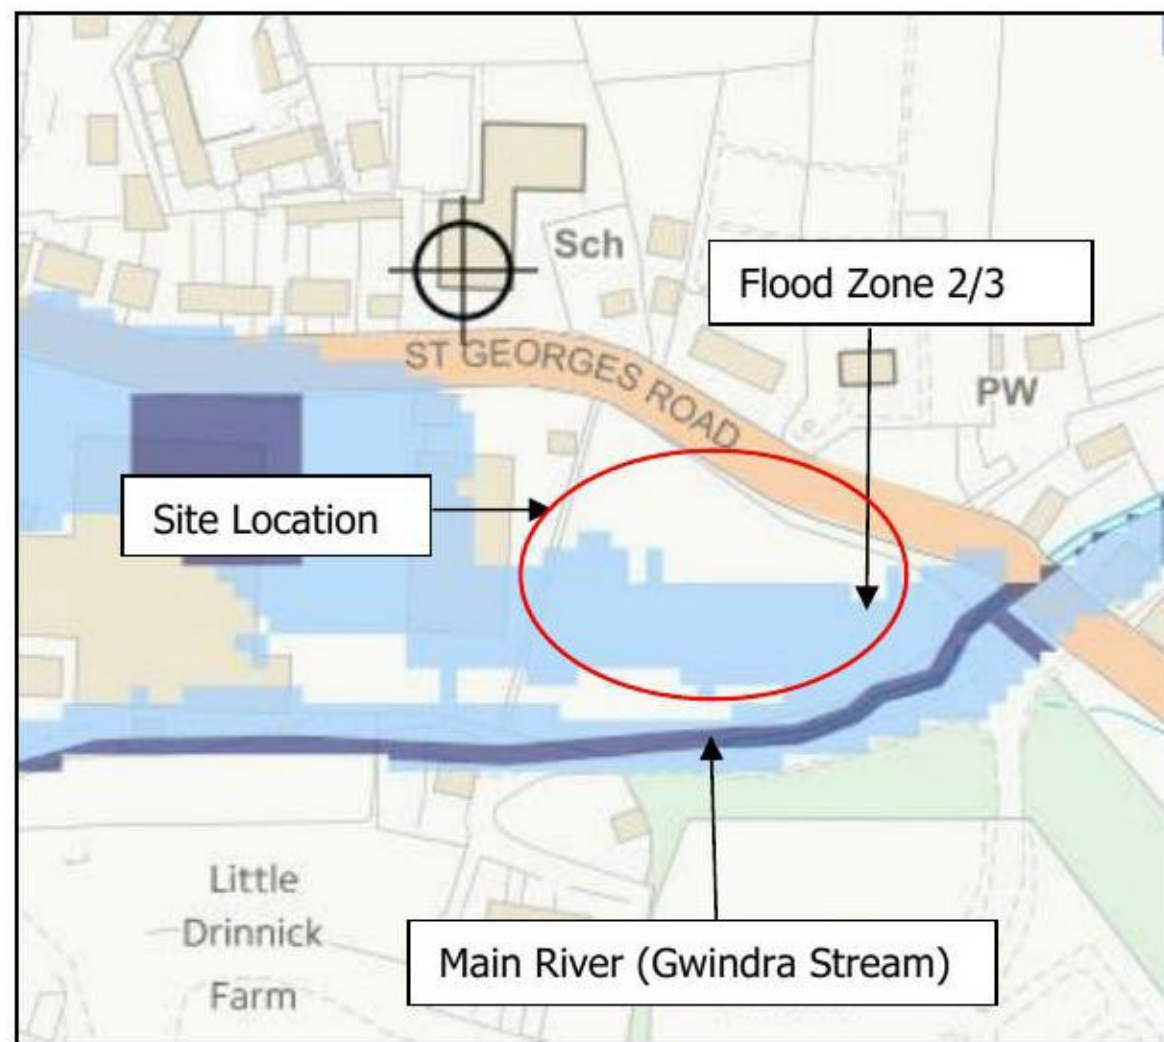 Sch
Flood Zone 2/3
ST GEORGES ROAD
PW
Site Location
Little
Drinnick
Farm
Main River (Gwindra Stream)